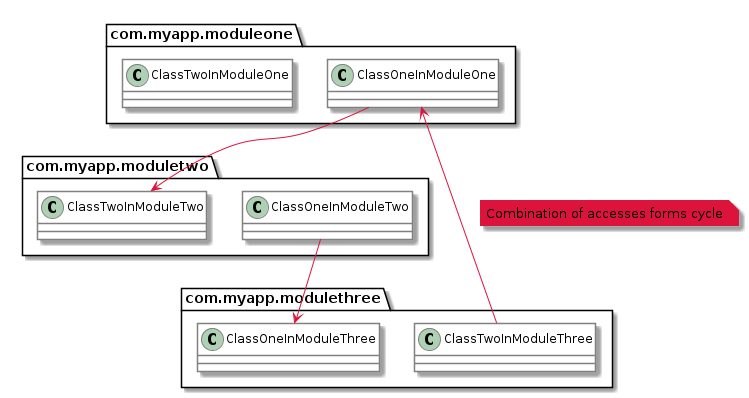 com.myapp.moduleone
C ClassTwoInModuleOne
C ClassOneInModuleOne
com.myapp.moduletwo
C ClassTwoInModuleTwo
C ClassOneInModuleTwo
Combination of accesses forms cycle
com.myapp.modulethree
C ClassOneInModuleThree
C ClassTwoInModuleThree